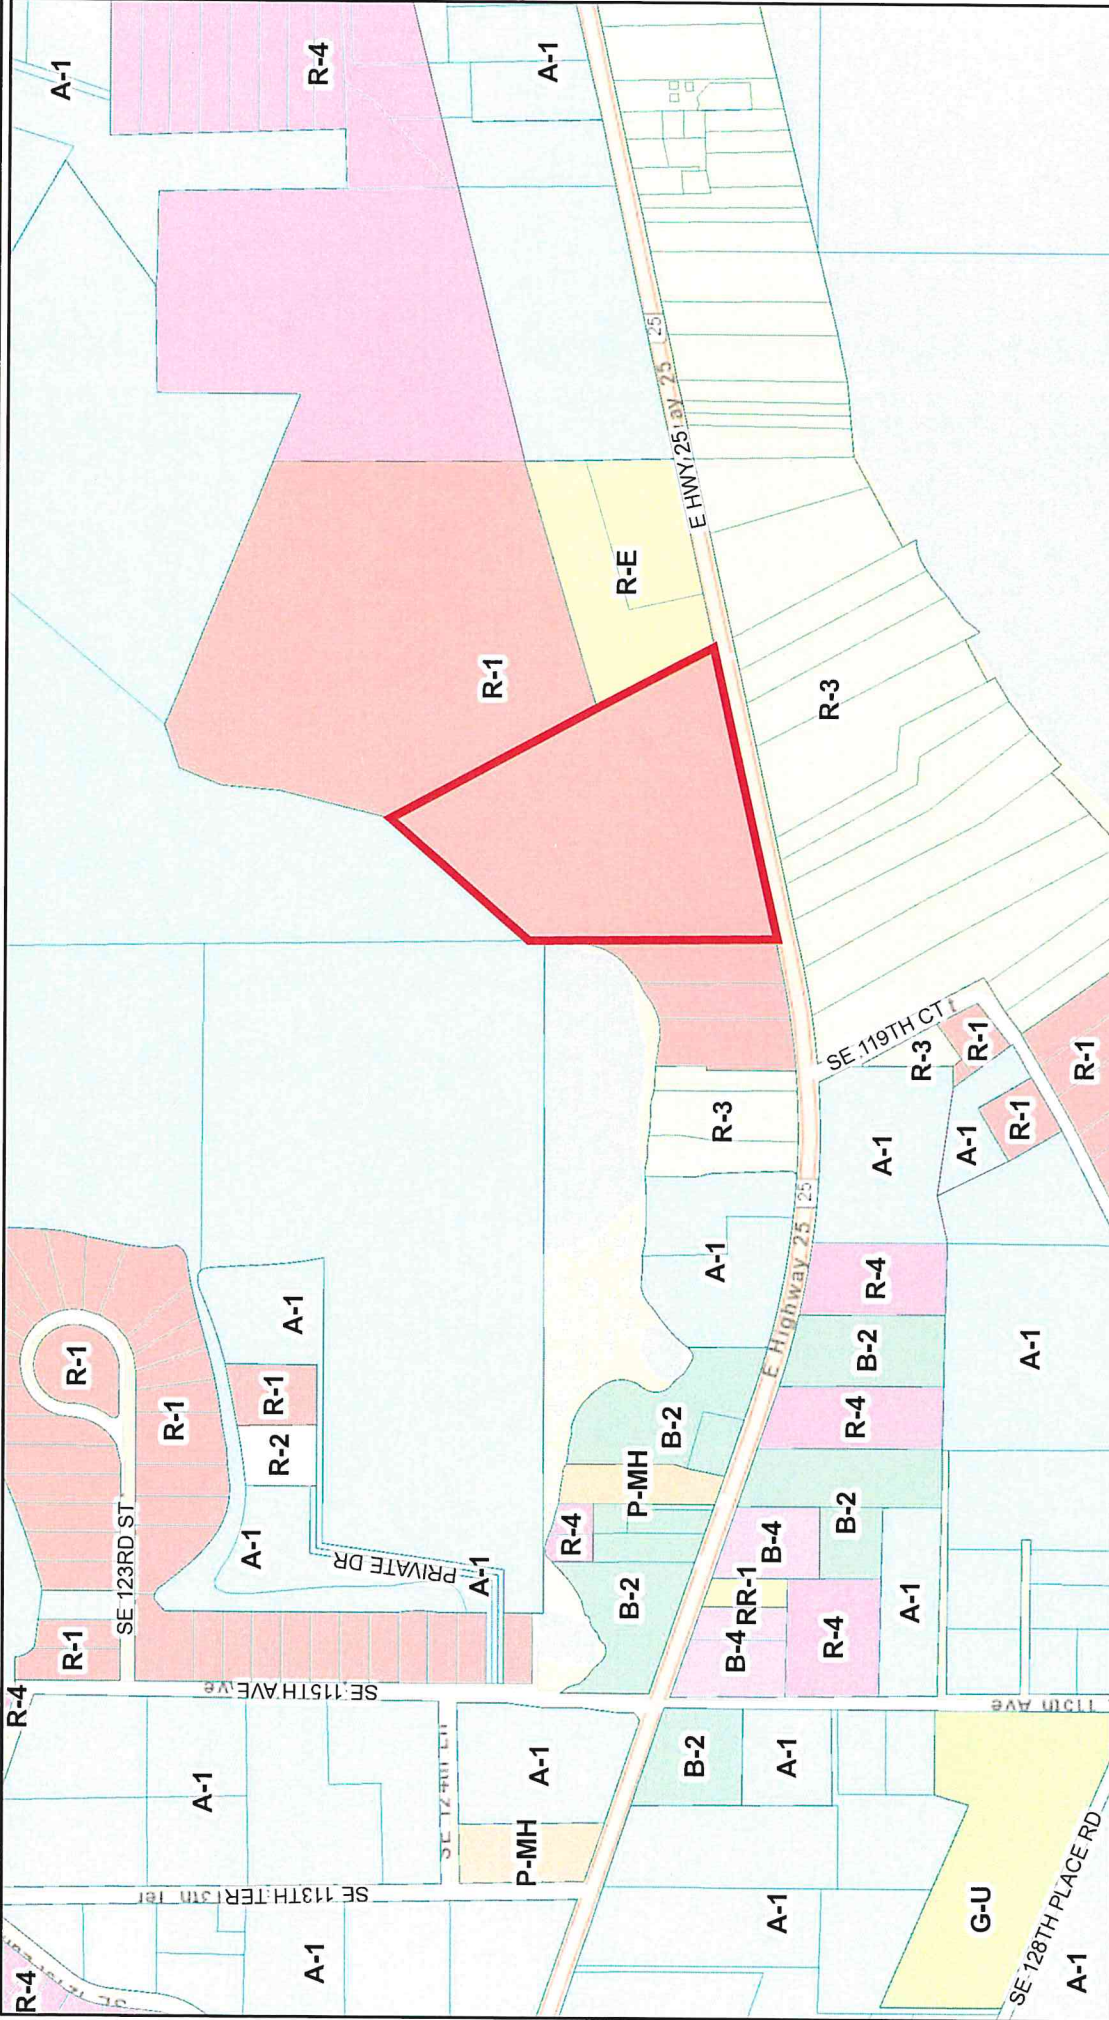 A-1
R-4
A-1
25
E HWY 25
R-E
R-1
R-3
SE 119TH CT
R-3
R-1
R-1
R-1
A-1
A-1
R-3
A-1
25
E Highway 25
R-4
B-2
R-4
B-2
A-1
B-2
P-MH
R-4
B-2
B-4
RR-1
B-4
R-4
A-1
R-1
R-1
A-1
R-1
R-2
A-1
PRIVATE DR
A-1
SE 123RD ST
R-1
R-4
SE 115TH AVE
115th Ave
A-1
A-1
B-2
A-1
P-MH
SE 113TH TER
A-1
R-4
A-1
G-U
SE 128TH PLACE RD
A-1